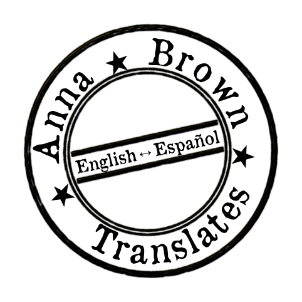 Anna ★ Brown
English ↔ Español
★ Translates ★